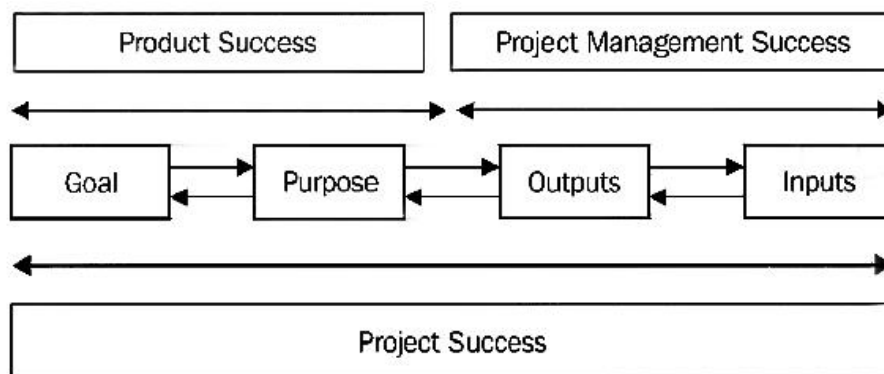 Product Success
Project Management Success
Goal
Purpose
Outputs
Inputs
Project Success